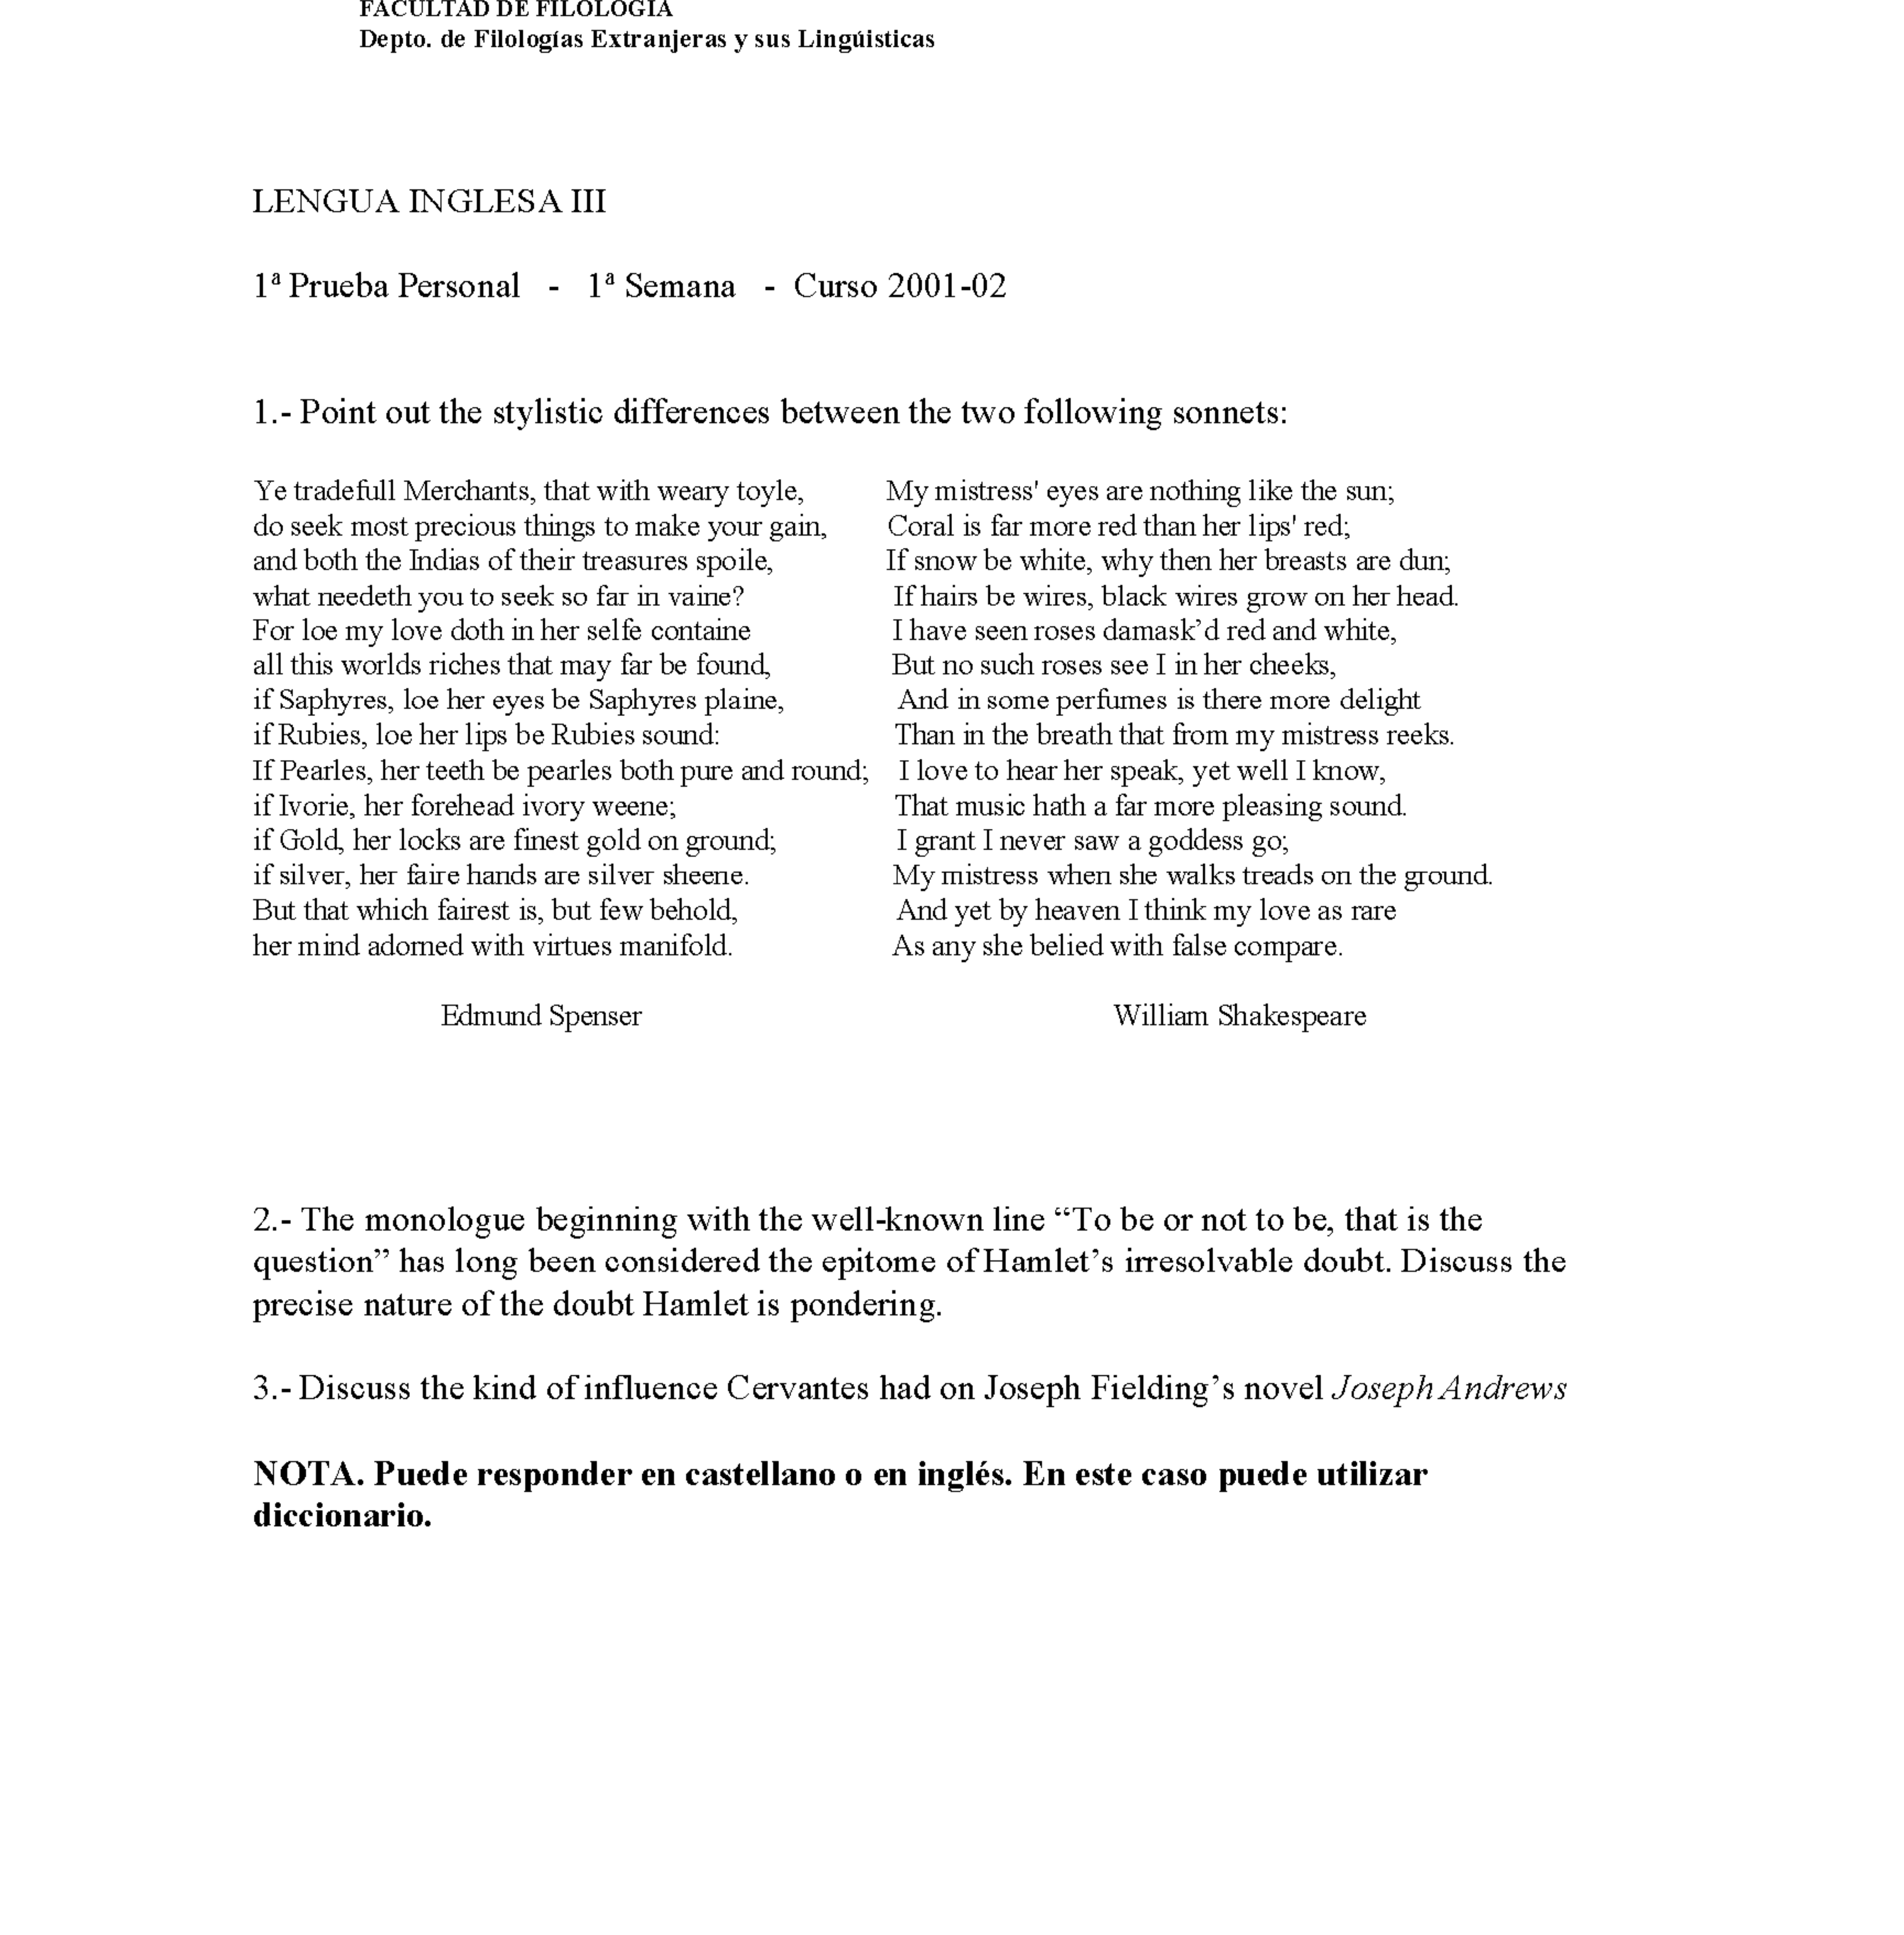 FACULTAD DE FILOLOGIA
Depto. de Filologías Extranjeras y sus Lingúisticas
LENGUA INGLESA III
1ª Prueba Personal - 1ª Semana - Curso 2001-02
1.- Point out the stylistic differences between the two following sonnets:
Ye tradefull Merchants, that with weary toyle,
do seek most precious things to make your gain,
and both the Indias of their treasures spoile,
what needeth you to seek so far in vaine?
For loe my love doth in her selfe containe
all this worlds riches that may far be found,
if Saphyres, loe her eyes be Saphyres plaine,
if Rubies, loe her lips be Rubies sound:
If Pearles, her teeth be pearles both pure and round;
if Ivorie, her forehead ivory weene;
if Gold, her locks are finest gold on ground;
if silver, her faire hands are silver sheene.
But that which fairest is, but few behold,
her mind adorned with virtues manifold.
Edmund Spenser
My mistress' eyes are nothing like the sun;
Coral is far more red than her lips' red;
If snow be white, why then her breasts are dun;
If hairs be wires, black wires grow on her head.
I have seen roses damask’d red and white,
But no such roses see I in her cheeks,
And in some perfumes is there more delight
Than in the breath that from my mistress reeks.
I love to hear her speak, yet well I know,
That music hath a far more pleasing sound.
I grant I never saw a goddess go;
My mistress when she walks treads on the ground.
And yet by heaven I think my love as rare
As any she belied with false compare.
William Shakespeare
2.- The monologue beginning with the well-known line “To be or not to be, that is the
question” has long been considered the epitome of Hamlet’s irresolvable doubt. Discuss the
precise nature of the doubt Hamlet is pondering.
3.- Discuss the kind of influence Cervantes had on Joseph Fielding’s novel Joseph Andrews
NOTA. Puede responder en castellano o en inglés. En este caso puede utilizar
diccionario.